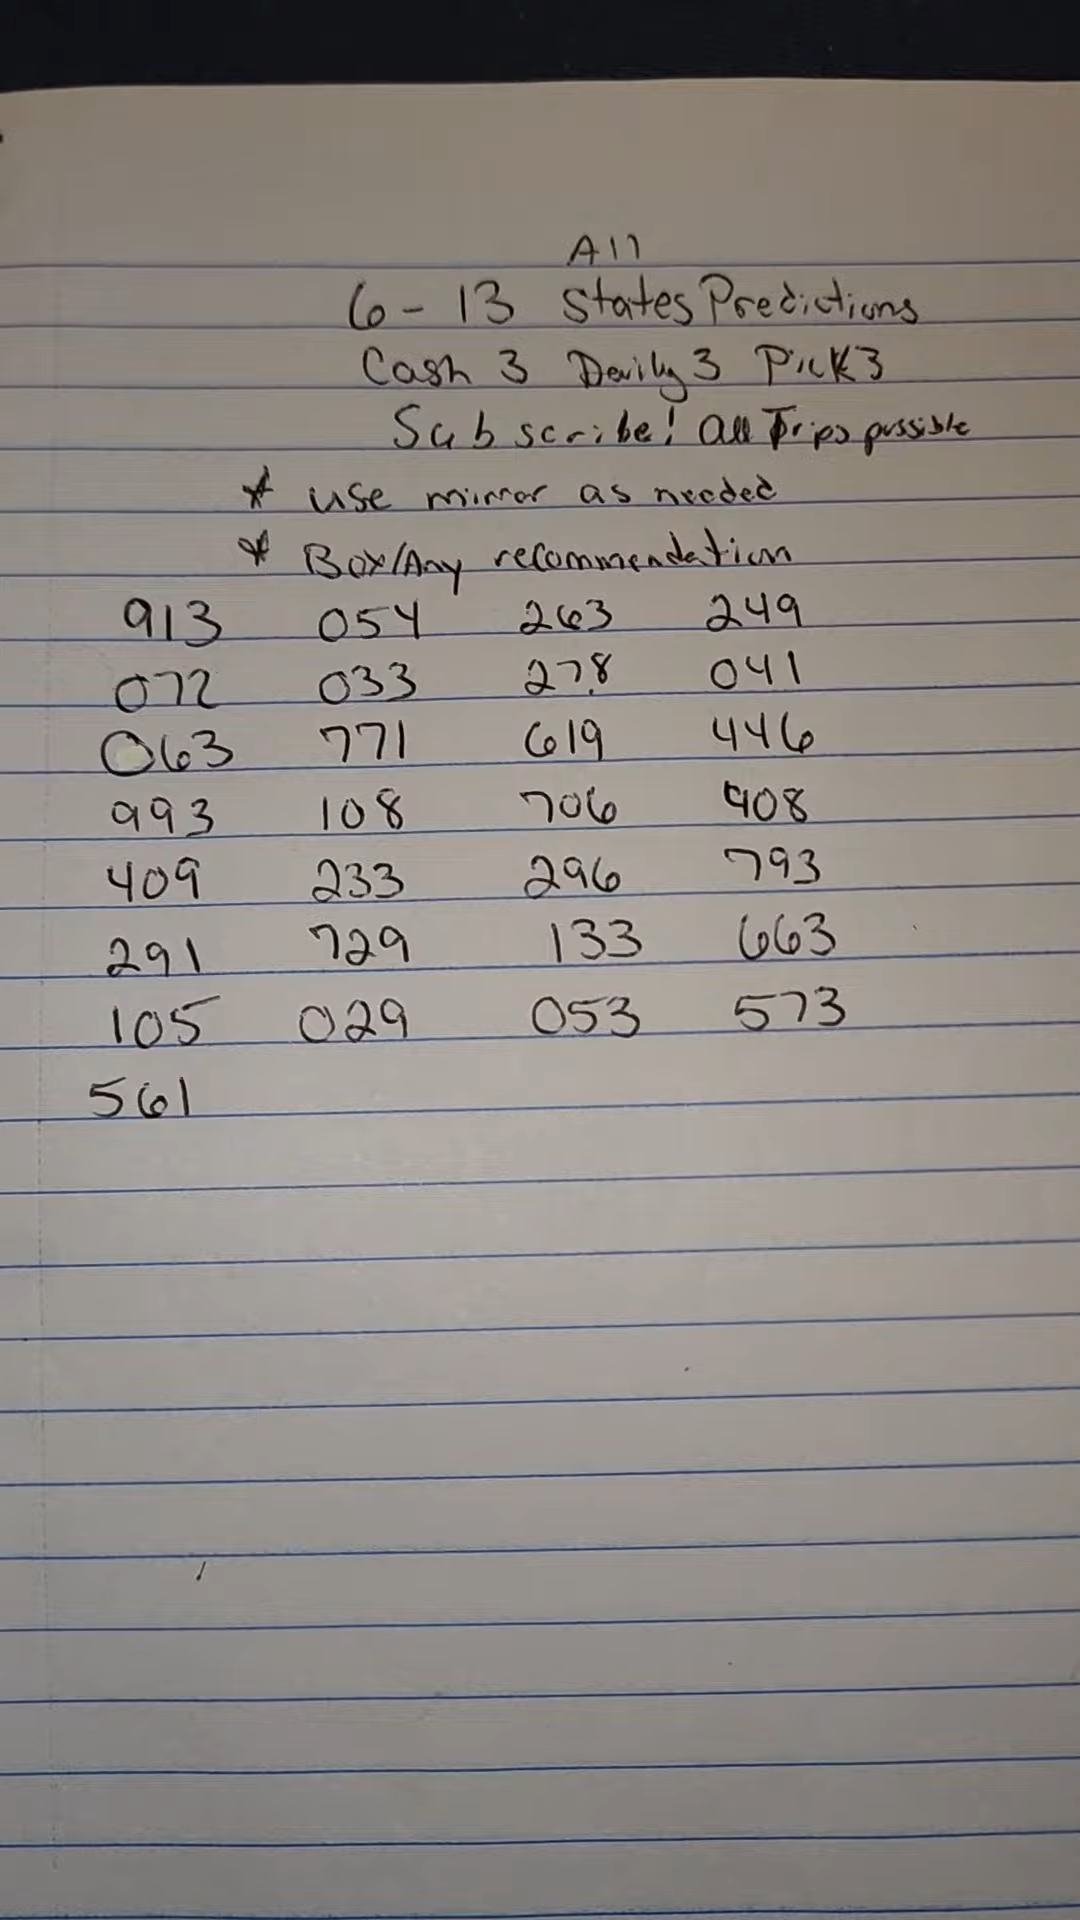 All
6-13 States Predictions
Cash 3 Daily 3 Pick3
Subscribe! All Trips possible
* use mirror as needed
* Box/Any recommendation
913 054 263 249
072 033 278 041
063 771 619 446
993 108 706 908
409 233 296 793
291 729 133 663
105 029 053 573
561